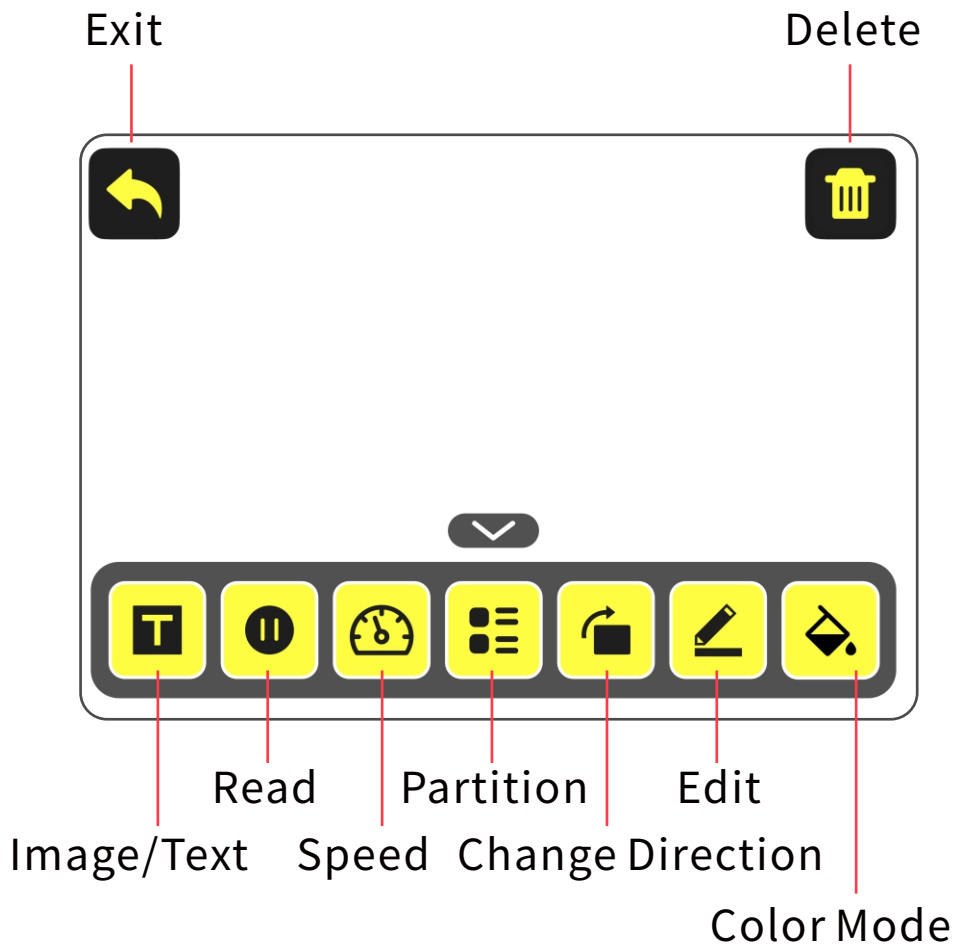 Exit Delete
T
Read Partition Edit
Image/Text Speed Change Direction
Color Mode